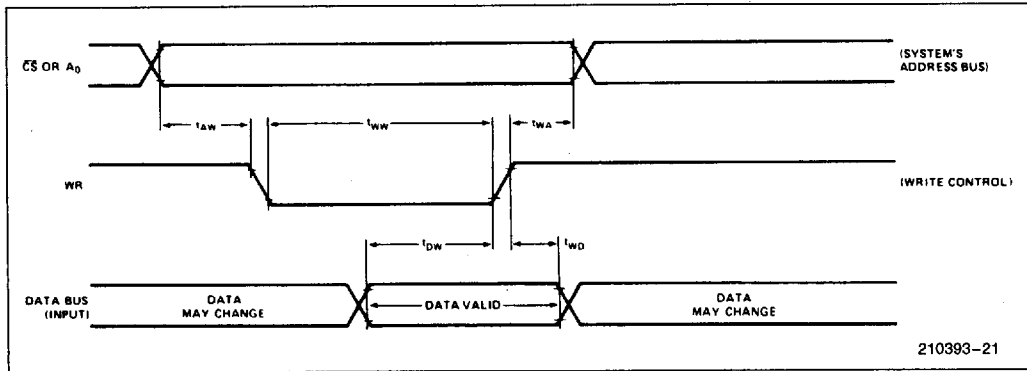 CS OR A0
(SYSTEM'S
ADDRESS BUS)
tAW
tWW
tWA
WR
(WRITE CONTROL)
tDW
tWD
DATA BUS
(INPUT)
DATA
MAY CHANGE
DATA VALID
DATA
MAY CHANGE
210393-21